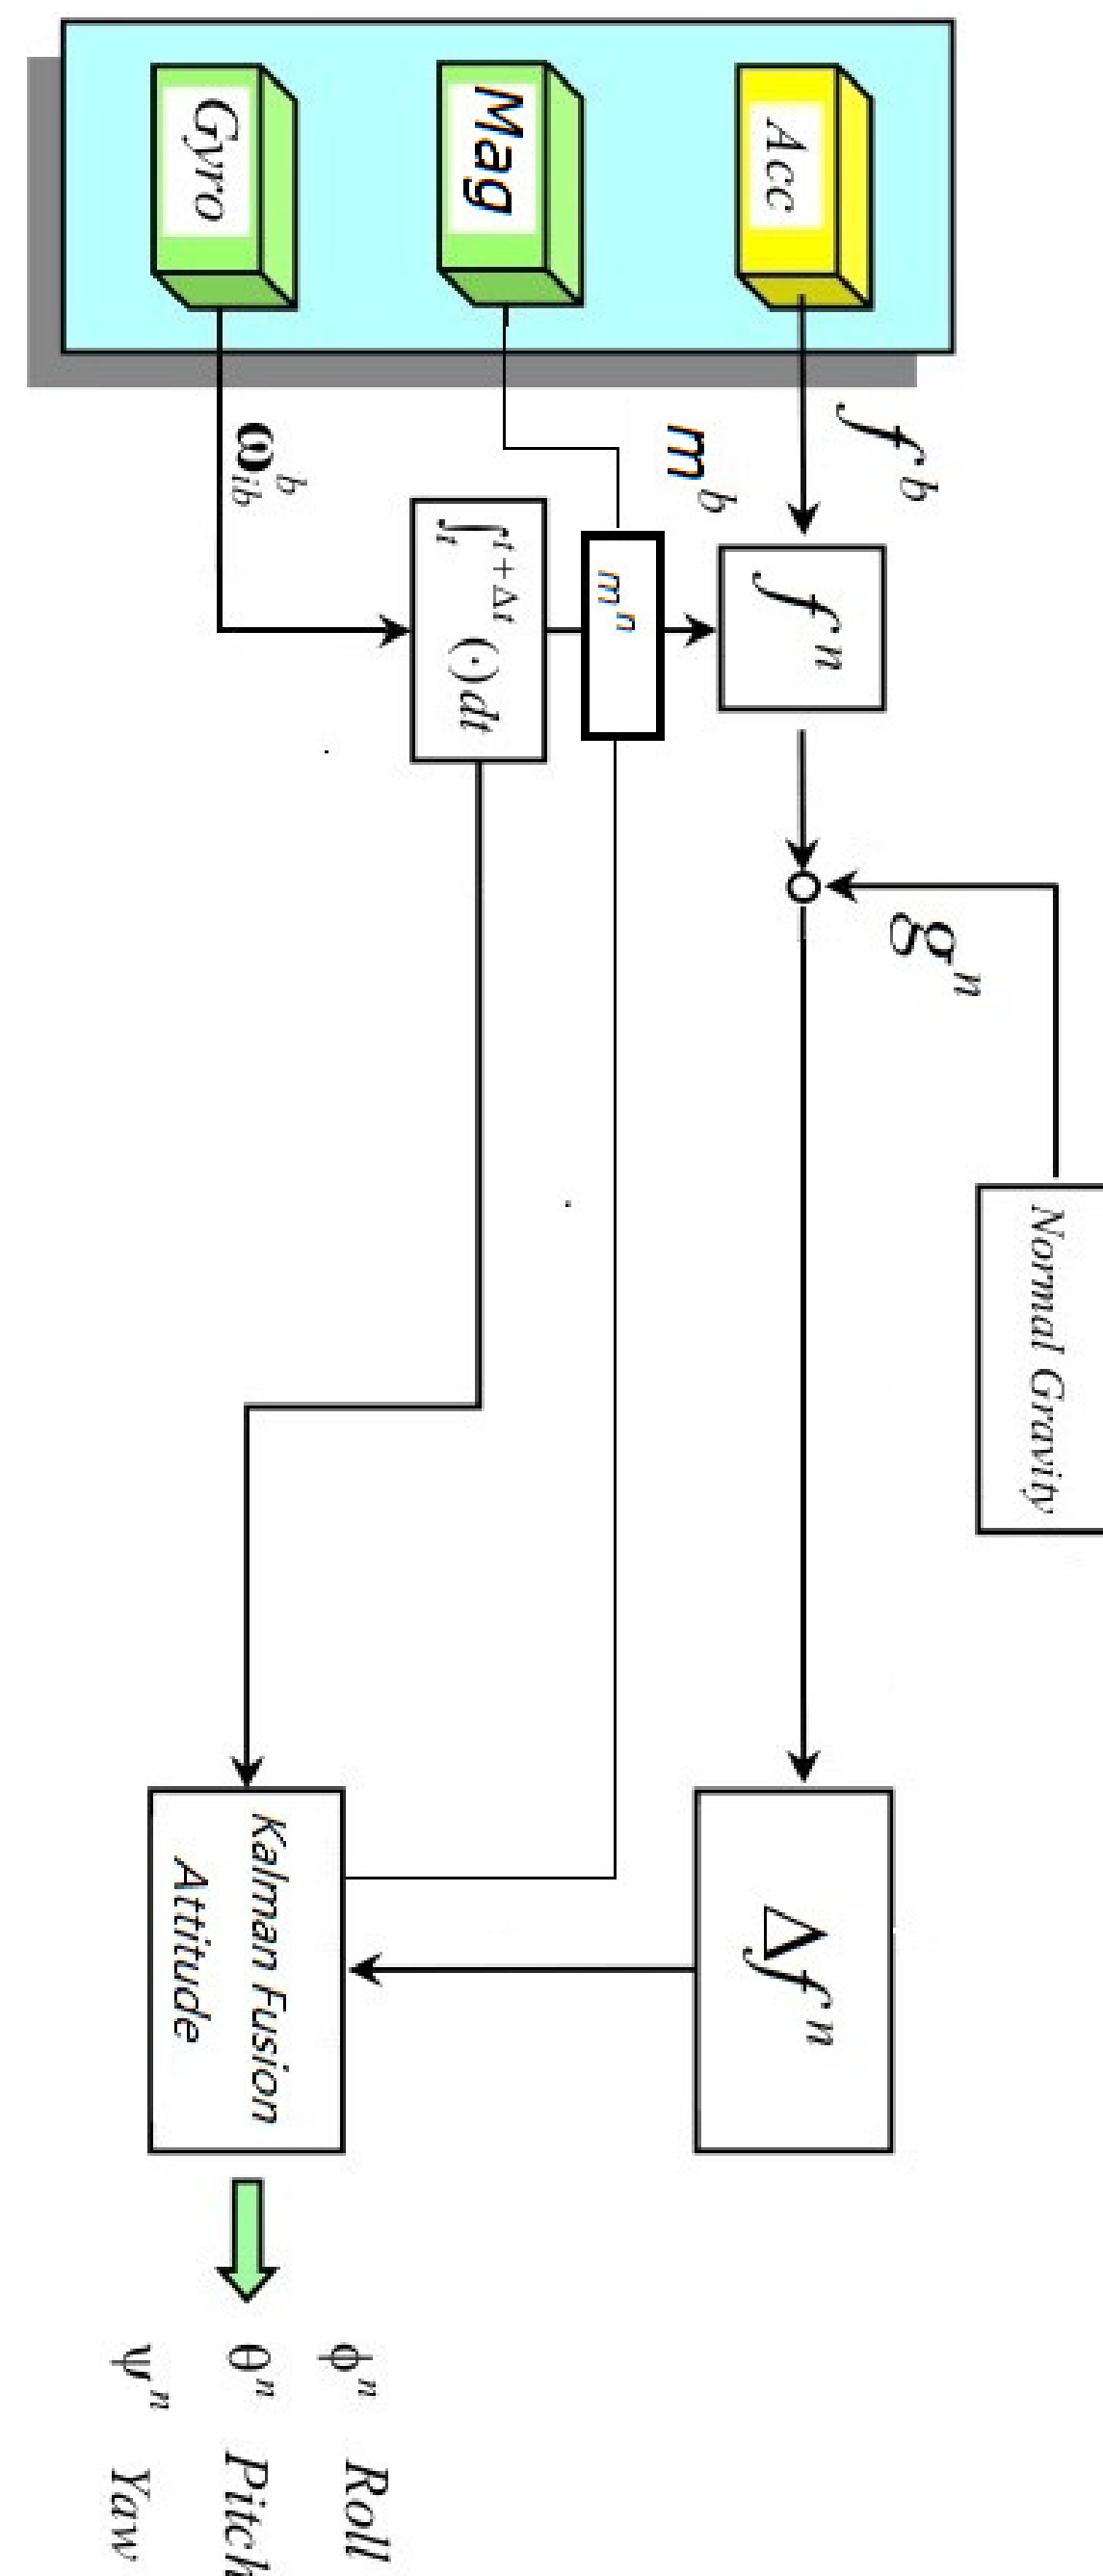 Acc
Mag
Gyro
f^b
m^b
ω_ib^b
f^n
m^n
∫_t^{t+Δt} (·)dt
g^n
Normal Gravity
Δf^n
Kalman Fusion
Attitude
ϕ^n Roll
θ^n Pitch
ψ^n Yaw